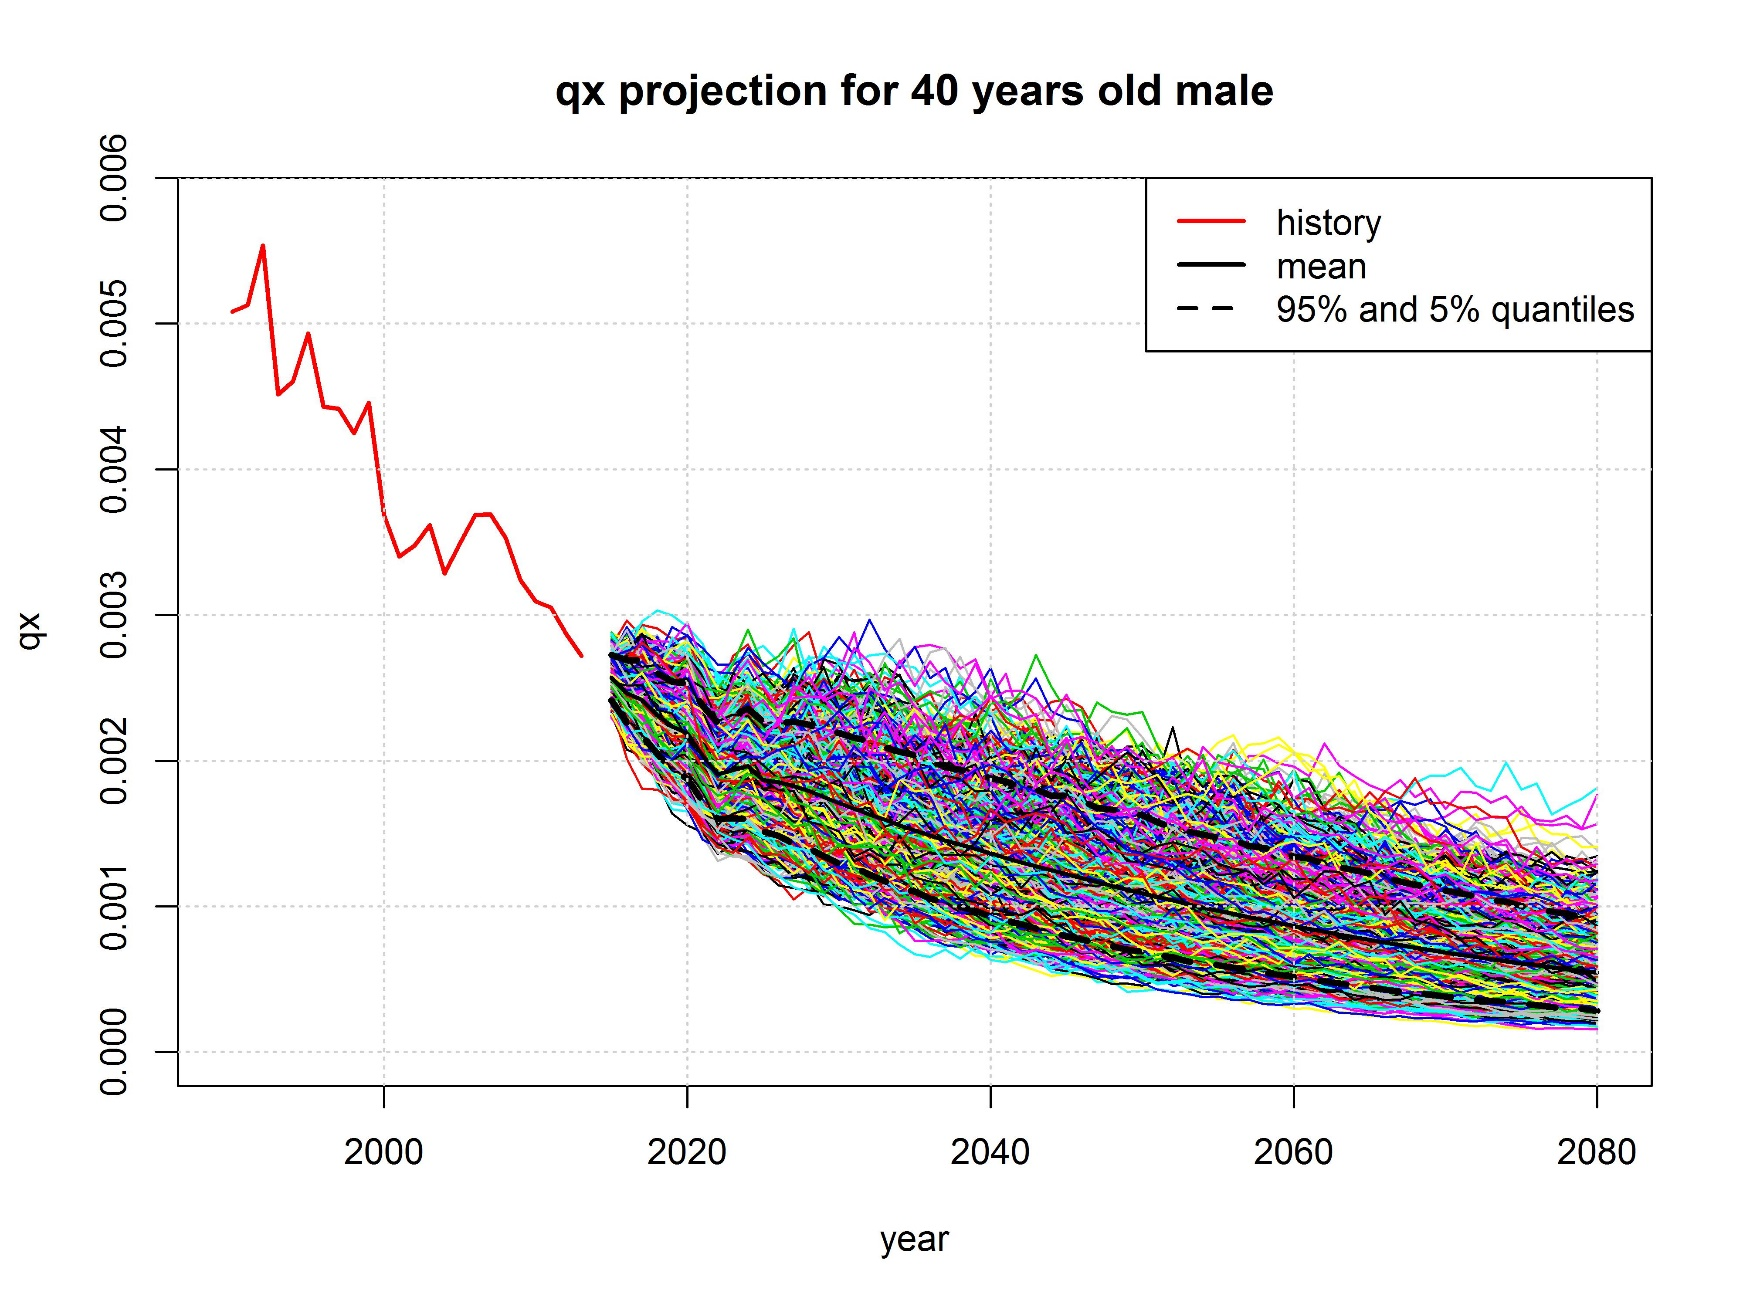 qx projection for 40 years old male
history
mean
95% and 5% quantiles
0.006
0.005
0.004
0.003
0.002
0.001
0.000
qx
2000 2020 2040 2060 2080
year